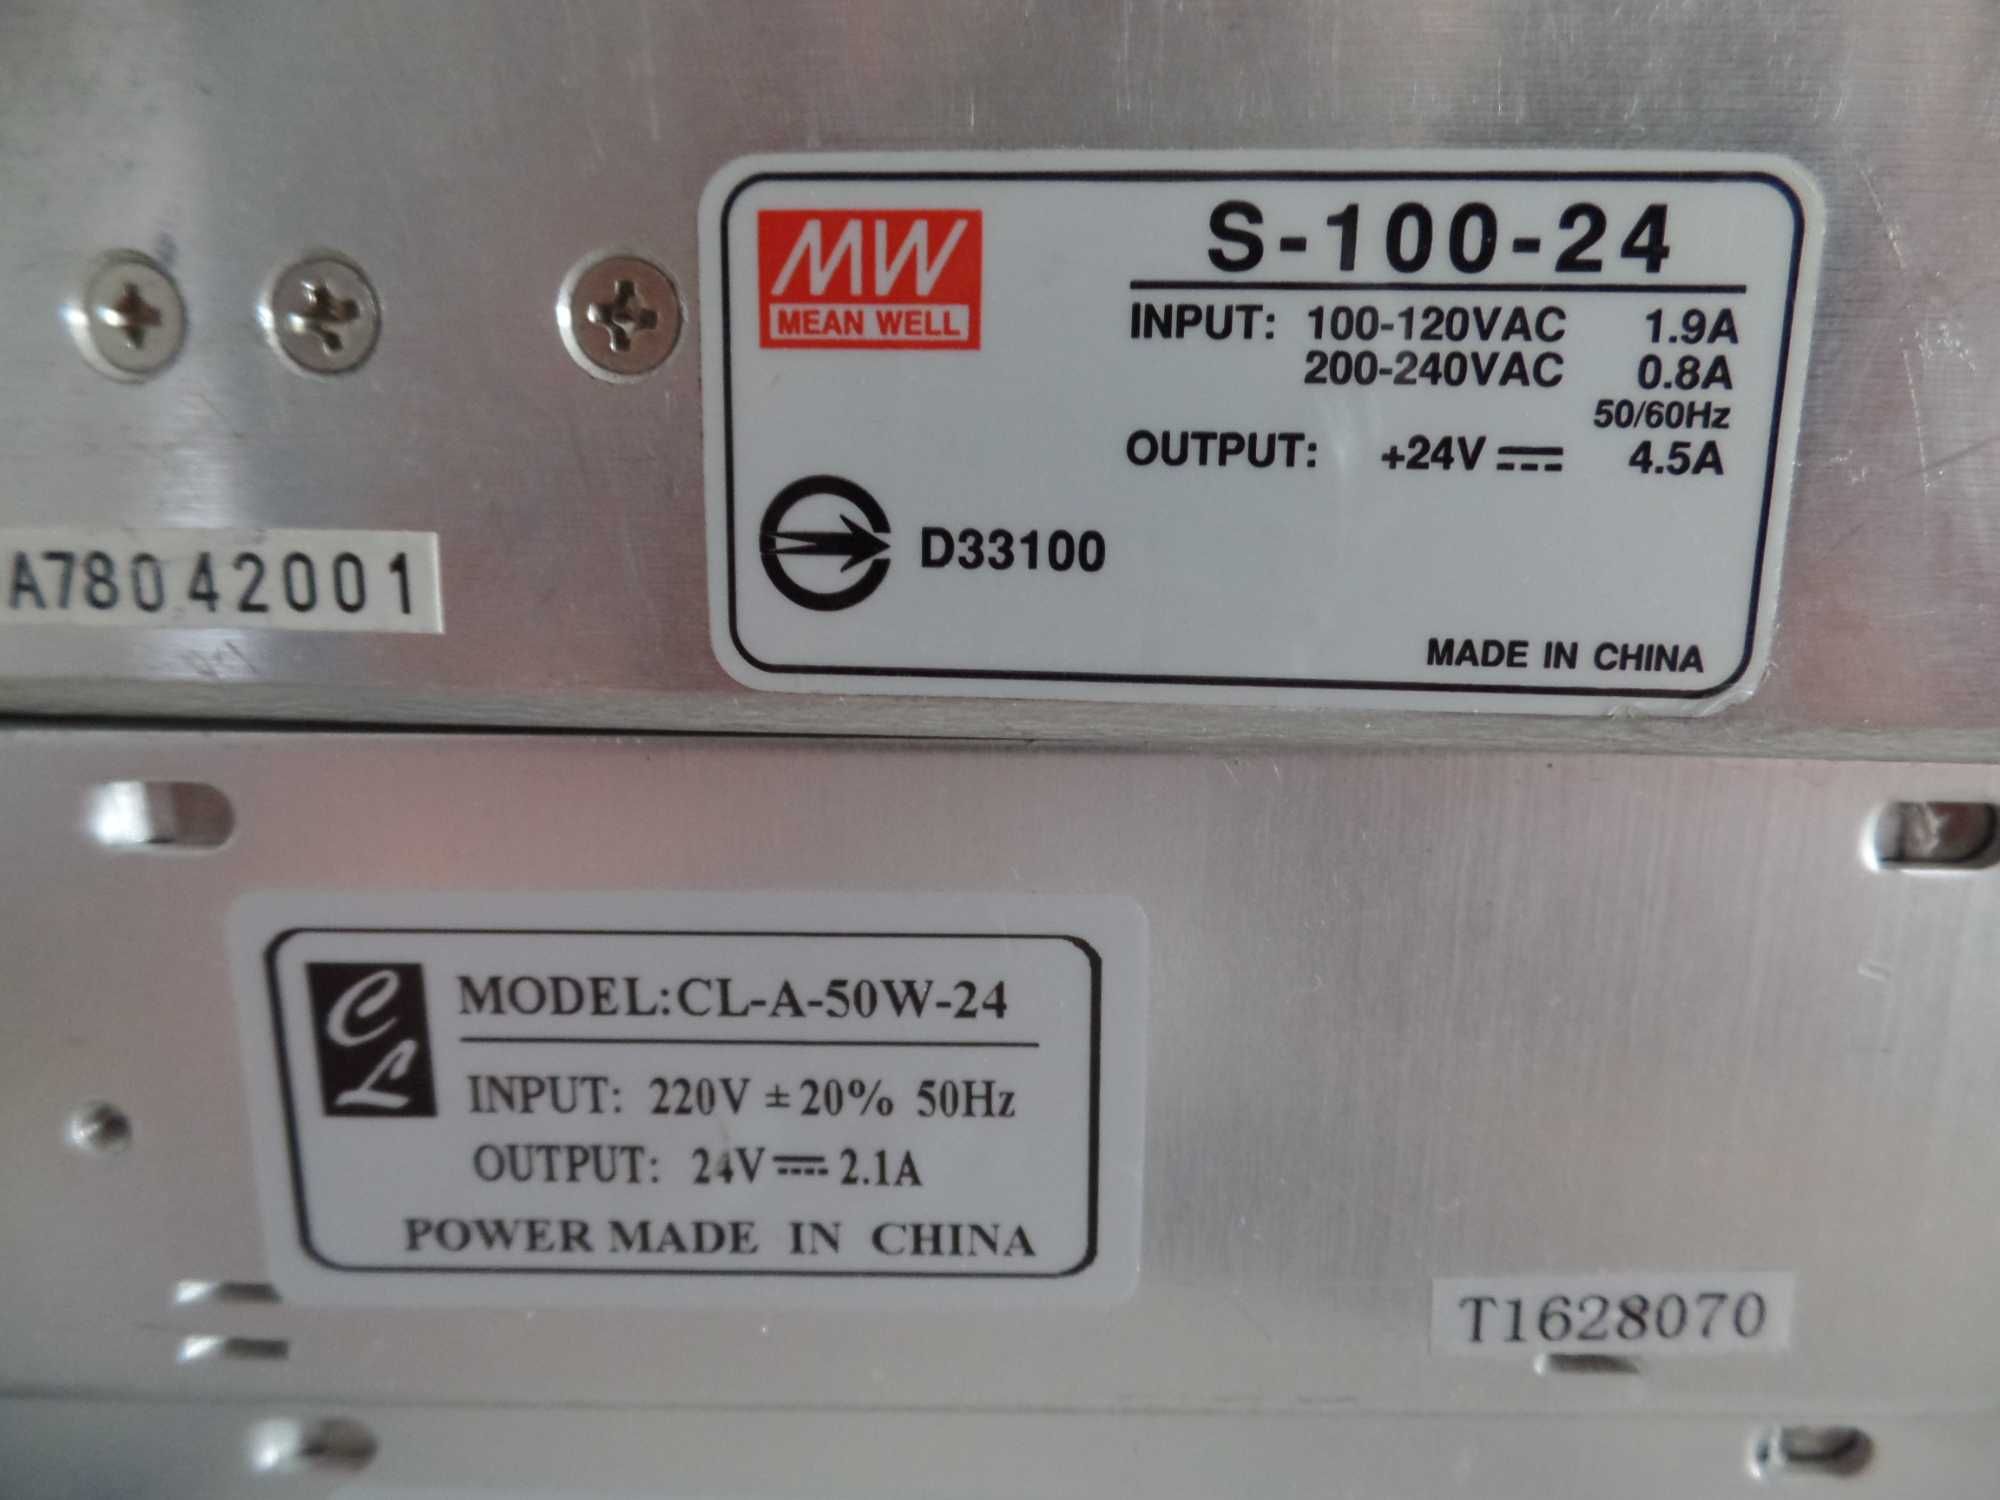 MW
MEAN WELL
S-100-24
INPUT: 100-120VAC 1.9A
200-240VAC 0.8A
50/60Hz
OUTPUT: +24V 4.5A
D33100
MADE IN CHINA
A78042001
CL
MODEL:CL-A-50W-24
INPUT: 220V ±20% 50Hz
OUTPUT: 24V 2.1A
POWER MADE IN CHINA
T1628070